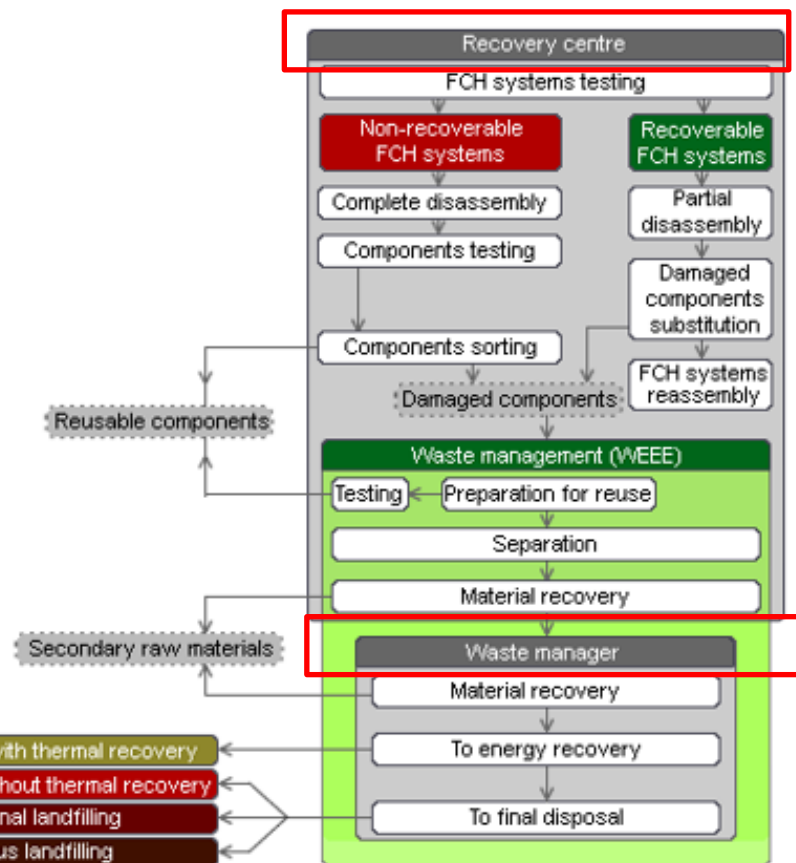 Recovery centre
FCH systems testing
Non-recoverable
FCH systems
Recoverable
FCH systems
Complete disassembly
Partial
disassembly
Components testing
Damaged
components
substitution
Components sorting
FCH systems
reassembly
Damaged components
Reusable components
Waste management (WEEE)
Testing
Preparation for reuse
Separation
Material recovery
Secondary raw materials
Waste manager
Material recovery
with thermal recovery
To energy recovery
thermal recovery
landfilling
To final disposal
landfilling